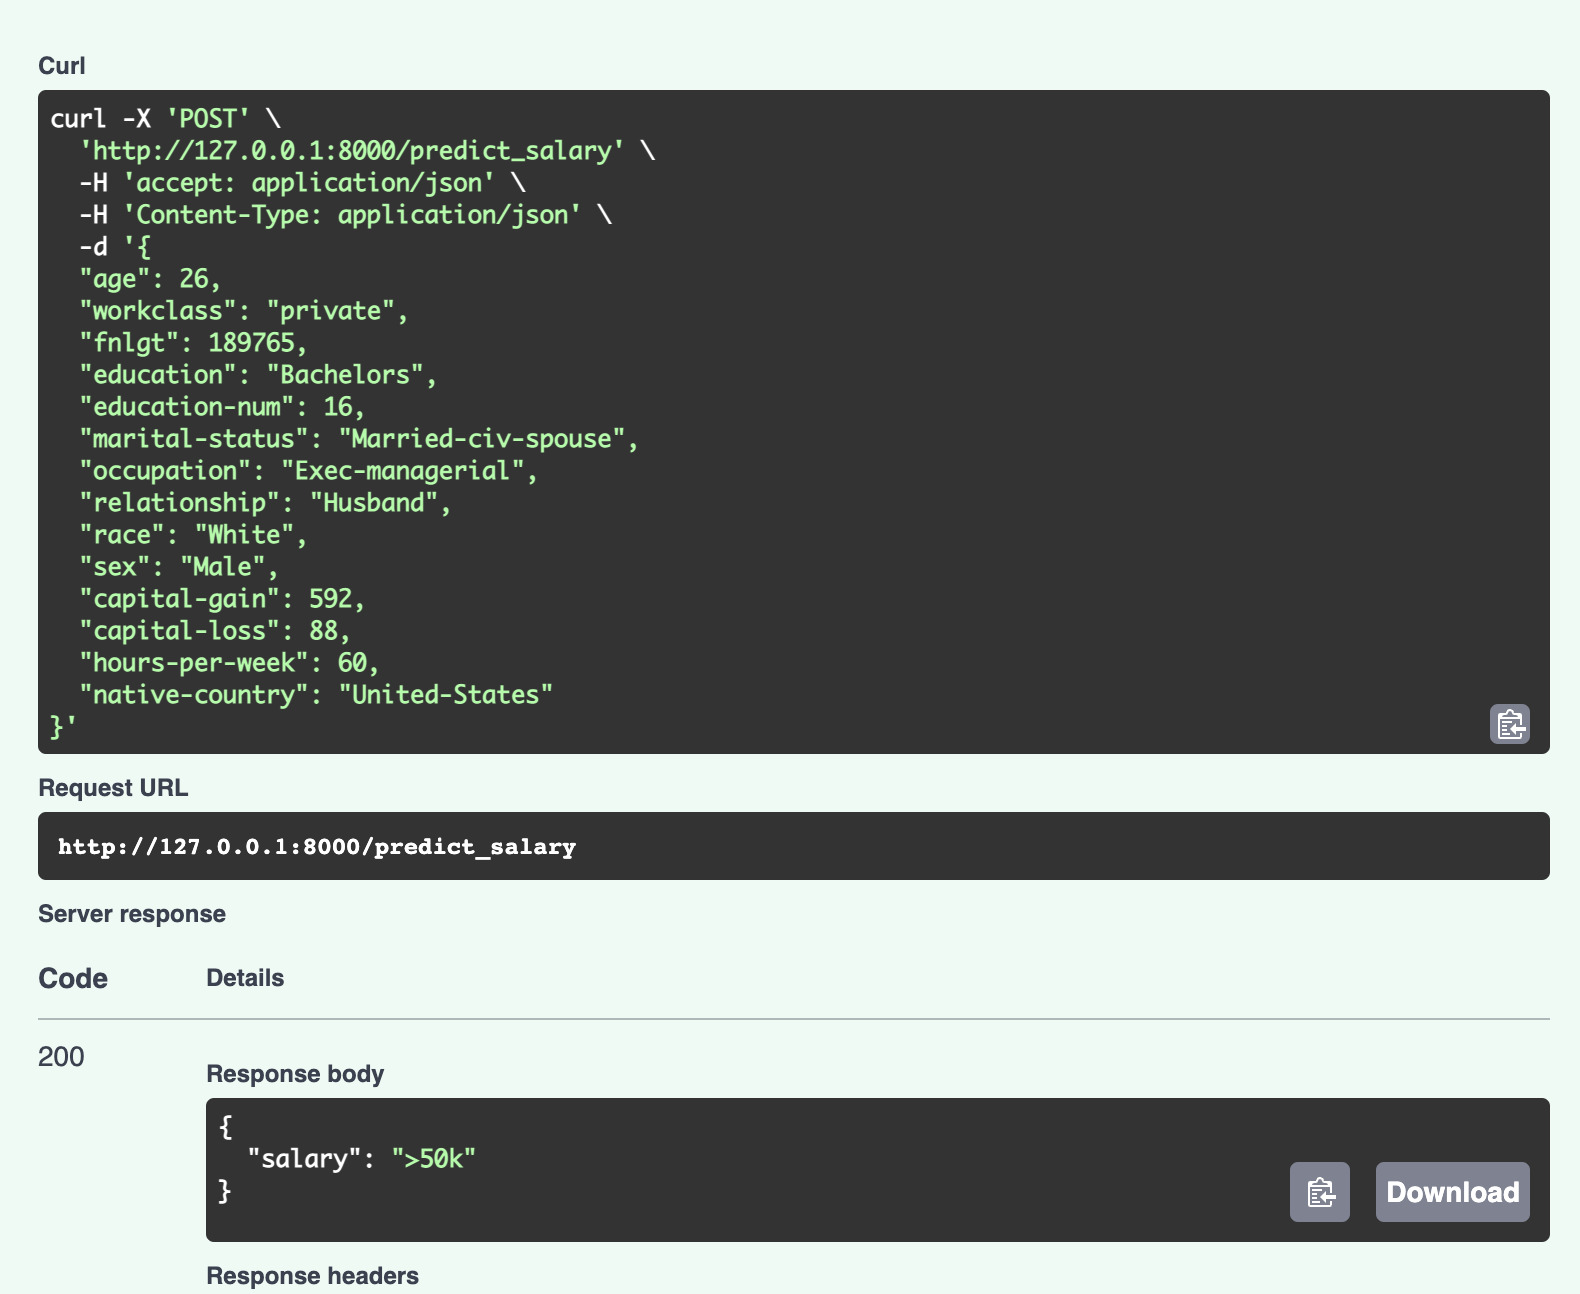 Curl
curl -X 'POST' \
  'http://127.0.0.1:8000/predict_salary' \
  -H 'accept: application/json' \
  -H 'Content-Type: application/json' \
  -d '{
  "age": 26,
  "workclass": "private",
  "fnlgt": 189765,
  "education": "Bachelors",
  "education-num": 16,
  "marital-status": "Married-civ-spouse",
  "occupation": "Exec-managerial",
  "relationship": "Husband",
  "race": "White",
  "sex": "Male",
  "capital-gain": 592,
  "capital-loss": 88,
  "hours-per-week": 60,
  "native-country": "United-States"
}'
Request URL
http://127.0.0.1:8000/predict_salary
Server response
Code Details
200
Response body
{
  "salary": ">50k"
}
Download
Response headers